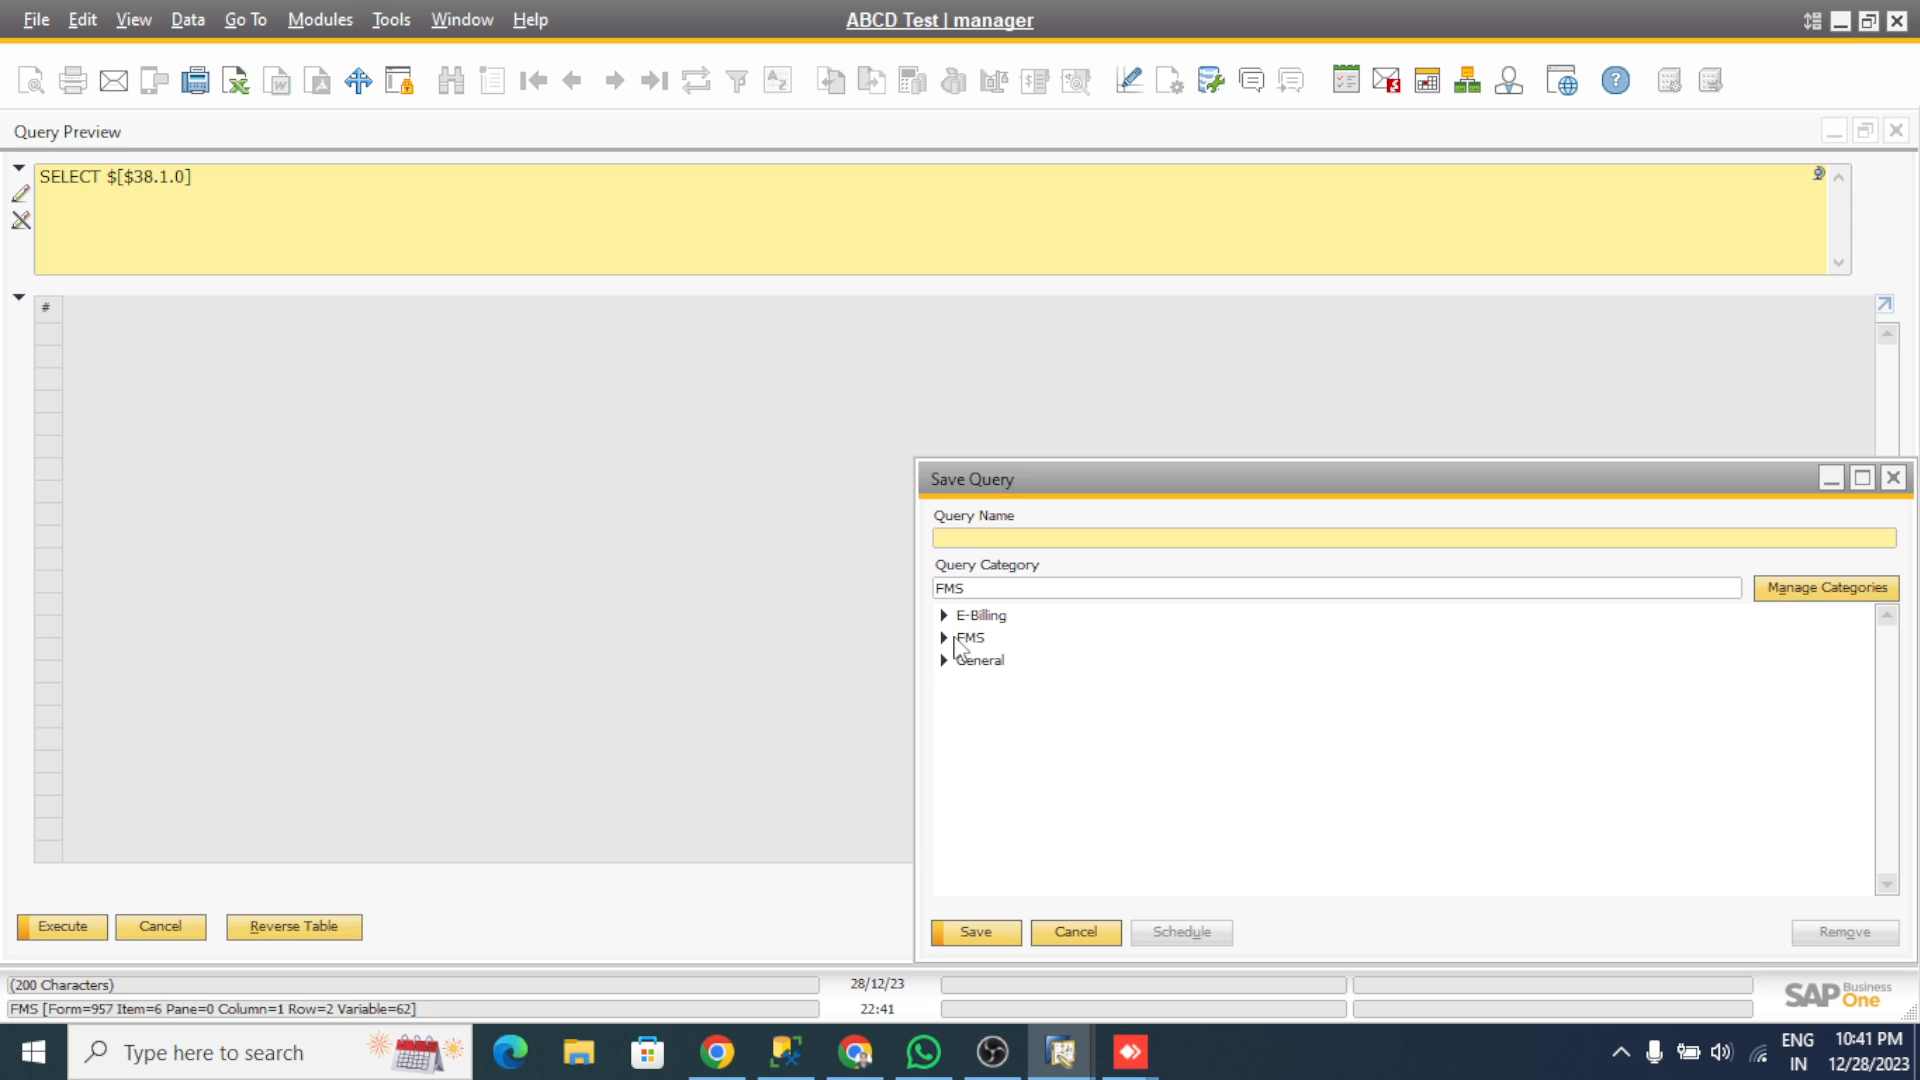 File Edit View Data Go To Modules Tools Window Help
ABCD Test | manager
Query Preview
SELECT $[$38.1.0]
#
Save Query
Query Name
Query Category
FMS
Manage Categories
E-Billing
FMS
General
Save Cancel Schedule Remove
Execute Cancel Reverse Table
(200 Characters) 28/12/23
FMS [Form=957 Item=6 Pane=0 Column=1 Row=2 Variable=62] 22:41
SAP Business One
Type here to search
ENG 10:41 PM
IN 12/28/2023